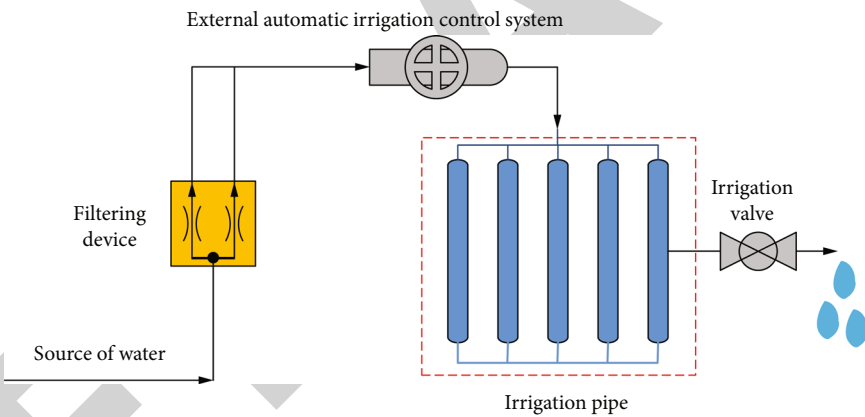 External automatic irrigation control system
Filtering
device
Irrigation
valve
Source of water
Irrigation pipe